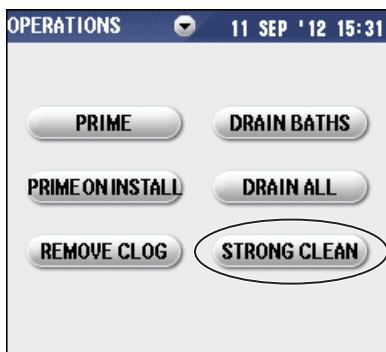 OPERATIONS 11 SEP '12 15:31
PRIME DRAIN BATHS
PRIME ON INSTALL DRAIN ALL
REMOVE CLOG STRONG CLEAN